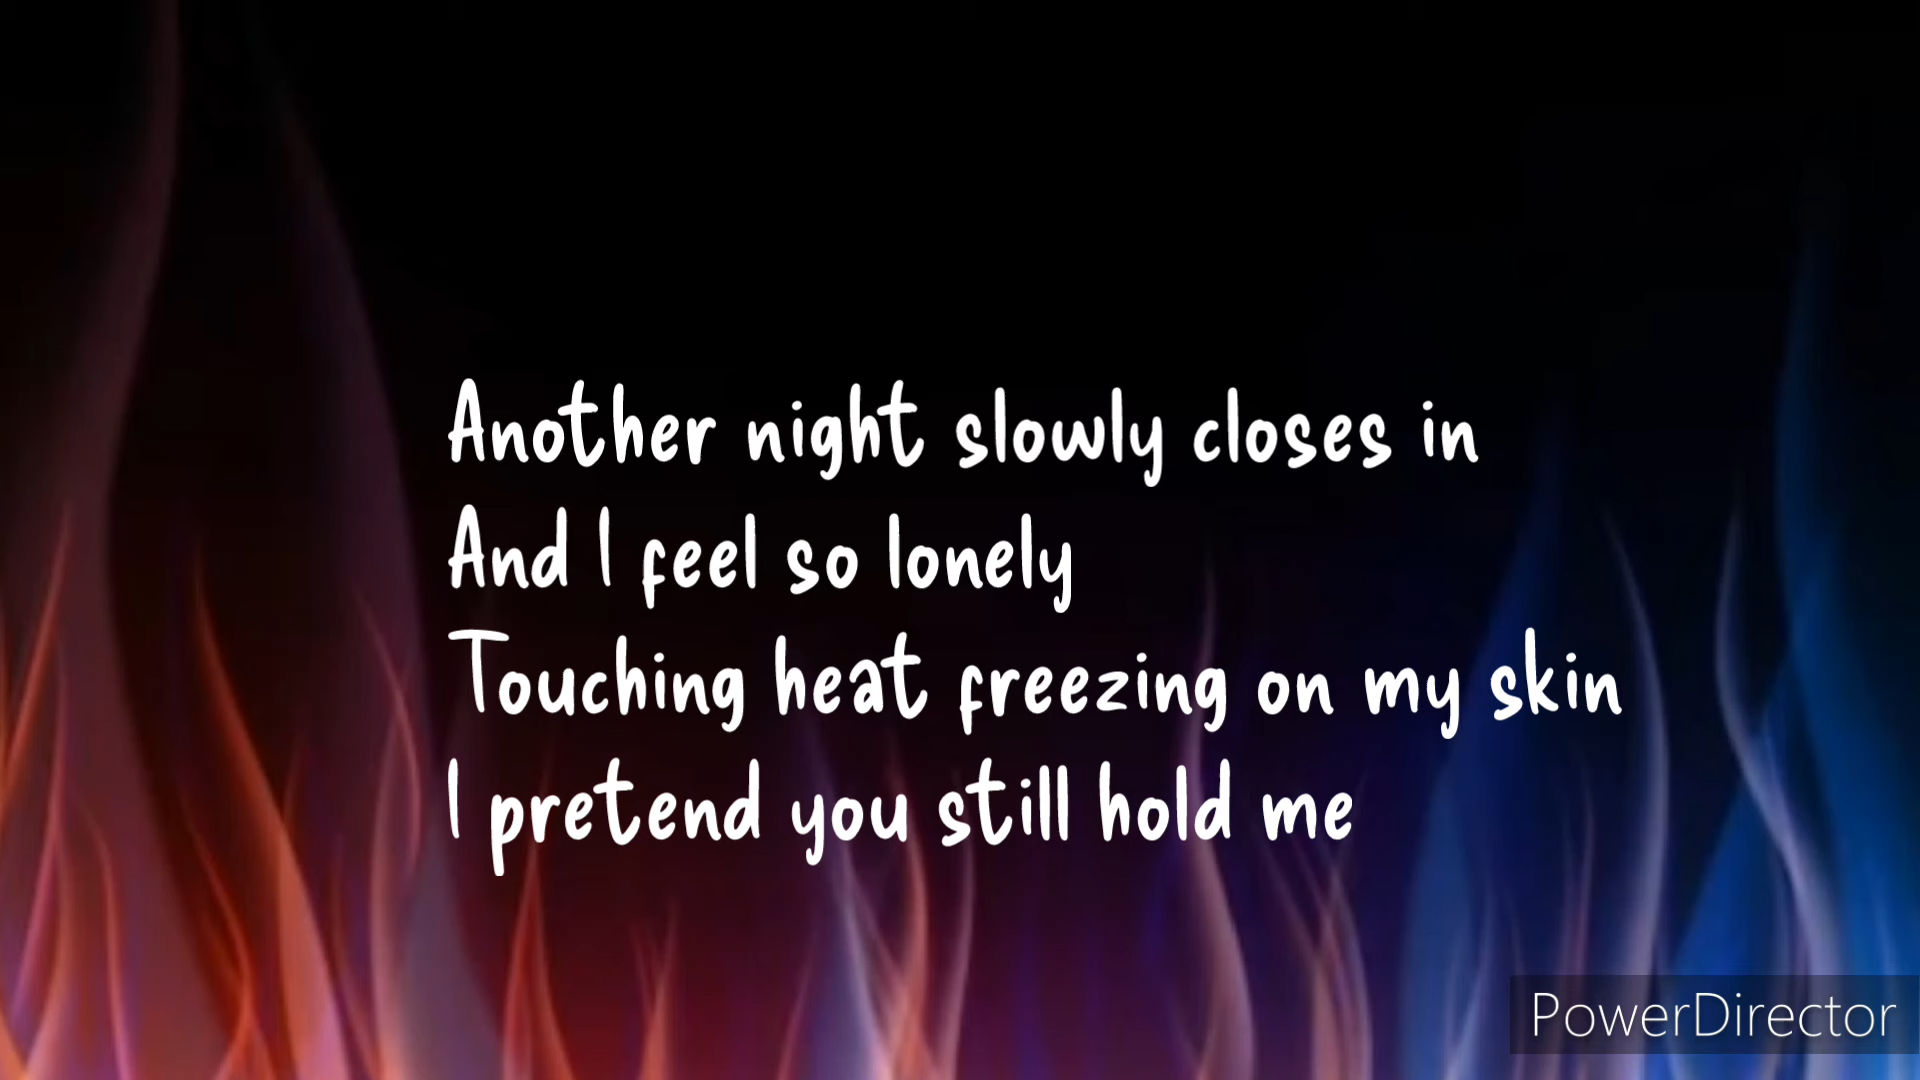 Another night slowly closes in
And I feel so lonely
Touching heat freezing on my skin
I pretend you still hold me
PowerDirector